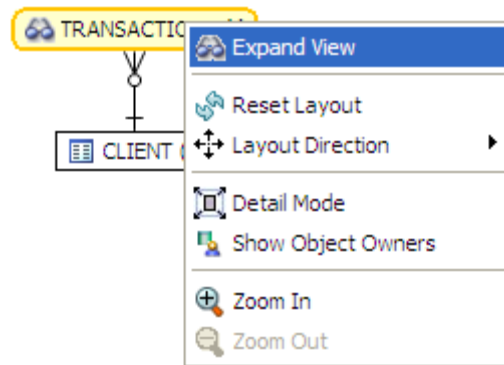 TRANSACTIO
Expand View
Reset Layout
CLIENT (
Layout Direction
Detail Mode
Show Object Owners
Zoom In
Zoom Out